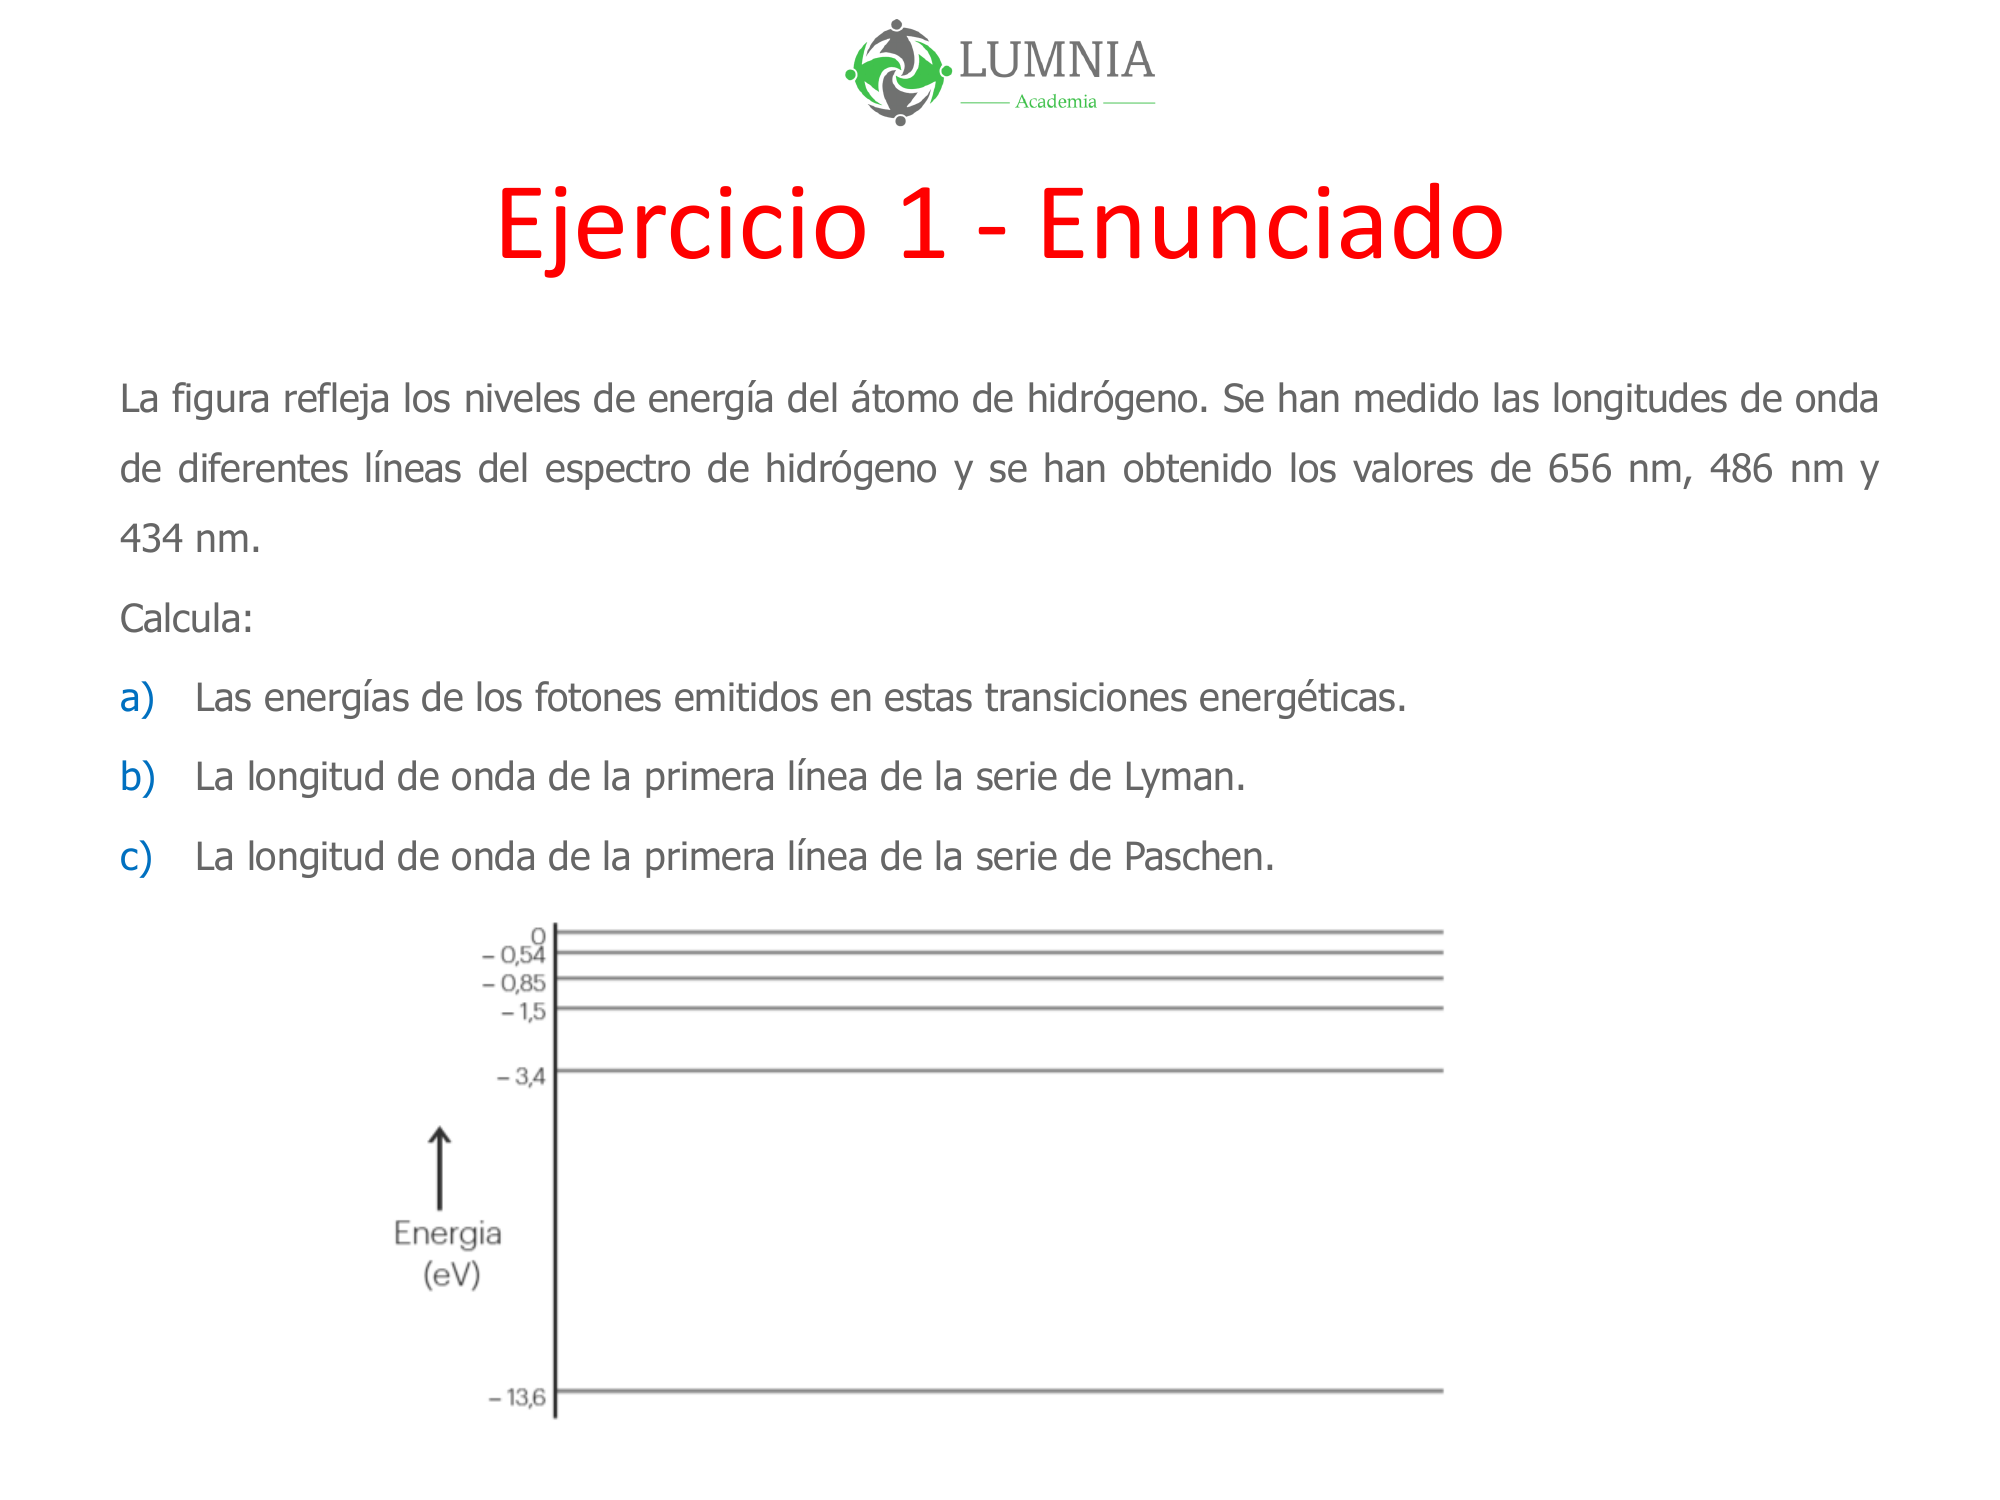 LUMNIA
Academia
Ejercicio 1 - Enunciado
La figura refleja los niveles de energía del átomo de hidrógeno. Se han medido las longitudes de onda
de diferentes líneas del espectro de hidrógeno y se han obtenido los valores de 656 nm, 486 nm y
434 nm.
Calcula:
a) Las energías de los fotones emitidos en estas transiciones energéticas.
b) La longitud de onda de la primera línea de la serie de Lyman.
c) La longitud de onda de la primera línea de la serie de Paschen.
0
– 0,54
– 0,85
– 1,5
– 3,4
Energia
(eV)
– 13,6